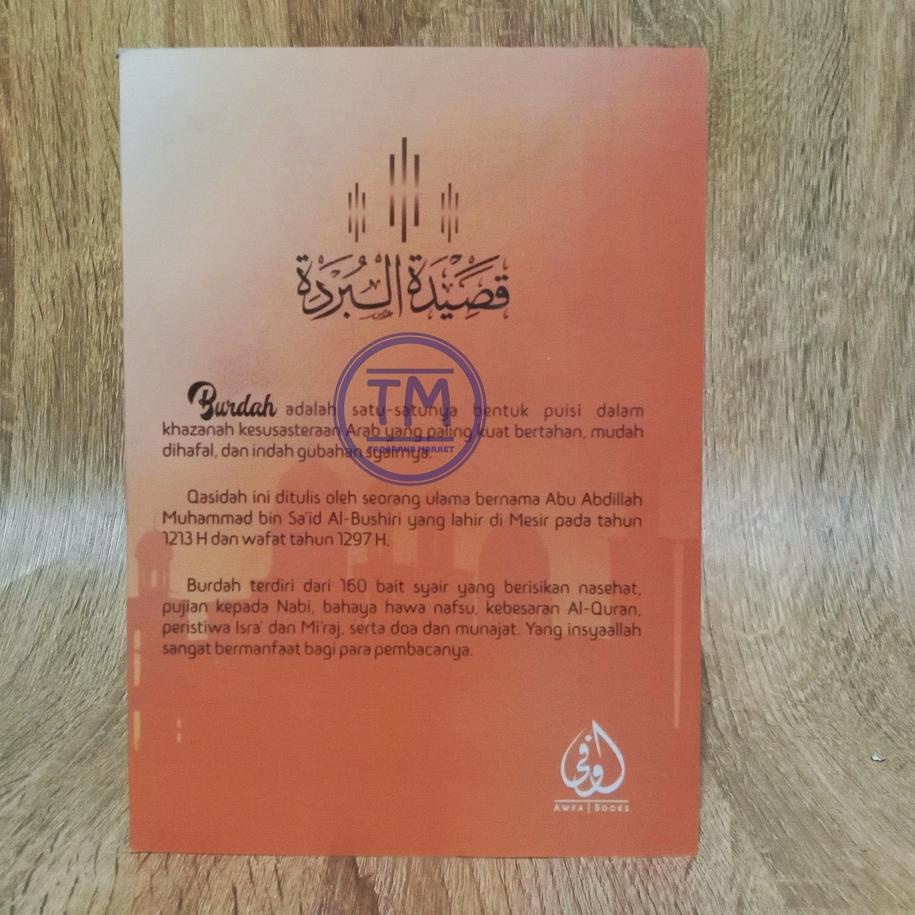 قَصِيْدَةُ الْبُرْدَةِ
TM
Burdah adalah satu-satunya bentuk puisi dalam
khazanah kesusasteraan Arab yang paling kuat bertahan, mudah
dihafal, dan indah gubahan syairnya.
MARKET
Qasidah ini ditulis oleh seorang ulama bernama Abu Abdillah
Muhammad bin Sa'id Al-Bushiri yang lahir di Mesir pada tahun
1213 H dan wafat tahun 1297 H.
Burdah terdiri dari 160 bait syair yang berisikan nasehat,
pujian kepada Nabi, bahaya hawa nafsu, kebesaran Al-Quran,
peristiwa Isra' dan Mi'raj, serta doa dan munajat. Yang insyaallah
sangat bermanfaat bagi para pembacanya.
اوفى
AWFA | BOOKS